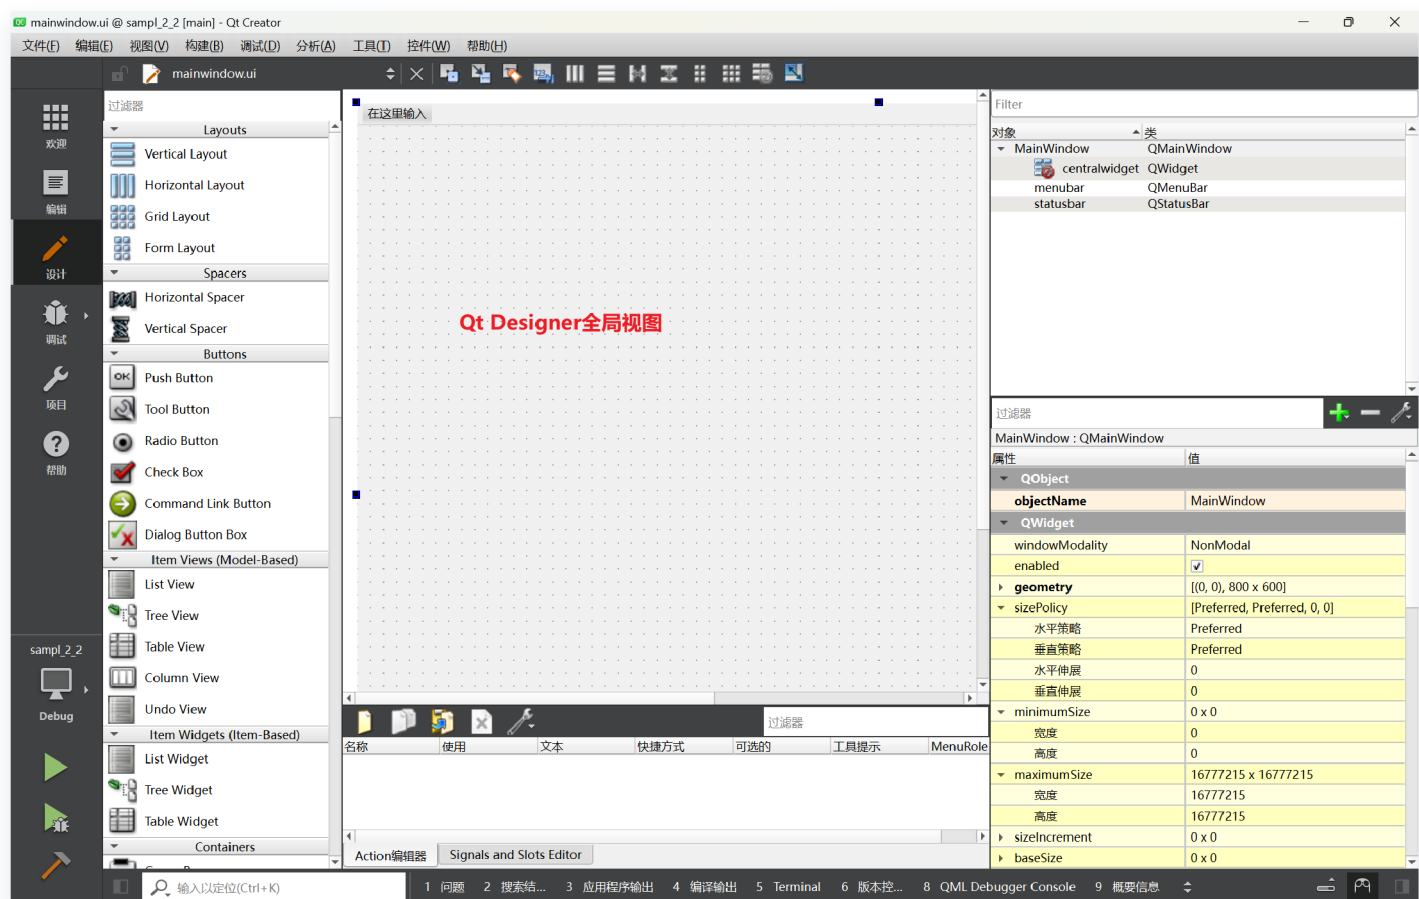 mainwindow.ui @ sampl_2_2 [main] - Qt Creator
文件(F) 编辑(E) 视图(V) 构建(B) 调试(D) 分析(A) 工具(T) 控件(W) 帮助(H)
mainwindow.ui
欢迎
编辑
设计
调试
项目
帮助
sampl_2_2
Debug
过滤器
Layouts
Vertical Layout
Horizontal Layout
Grid Layout
Form Layout
Spacers
Horizontal Spacer
Vertical Spacer
Buttons
OK
Push Button
Tool Button
Radio Button
Check Box
Command Link Button
Dialog Button Box
Item Views (Model-Based)
List View
Tree View
Table View
Column View
Undo View
Item Widgets (Item-Based)
List Widget
Tree Widget
Table Widget
Containers
在这里输入
Qt Designer全局视图
过滤器
名称 使用 文本 快捷方式 可选的 工具提示 MenuRole
Action编辑器 Signals and Slots Editor
Filter
对象 类
MainWindow QMainWindow
centralwidget QWidget
menubar QMenuBar
statusbar QStatusBar
过滤器
MainWindow : QMainWindow
属性 值
QObject
objectName MainWindow
QWidget
windowModality NonModal
enabled
geometry [(0, 0), 800 x 600]
sizePolicy [Preferred, Preferred, 0, 0]
水平策略 Preferred
垂直策略 Preferred
水平伸展 0
垂直伸展 0
minimumSize 0 x 0
宽度 0
高度 0
maximumSize 16777215 x 16777215
宽度 16777215
高度 16777215
sizeIncrement 0 x 0
baseSize 0 x 0
输入以定位(Ctrl+K) 1 问题 2 搜索结... 3 应用程序输出 4 编译输出 5 Terminal 6 版本控... 8 QML Debugger Console 9 概要信息